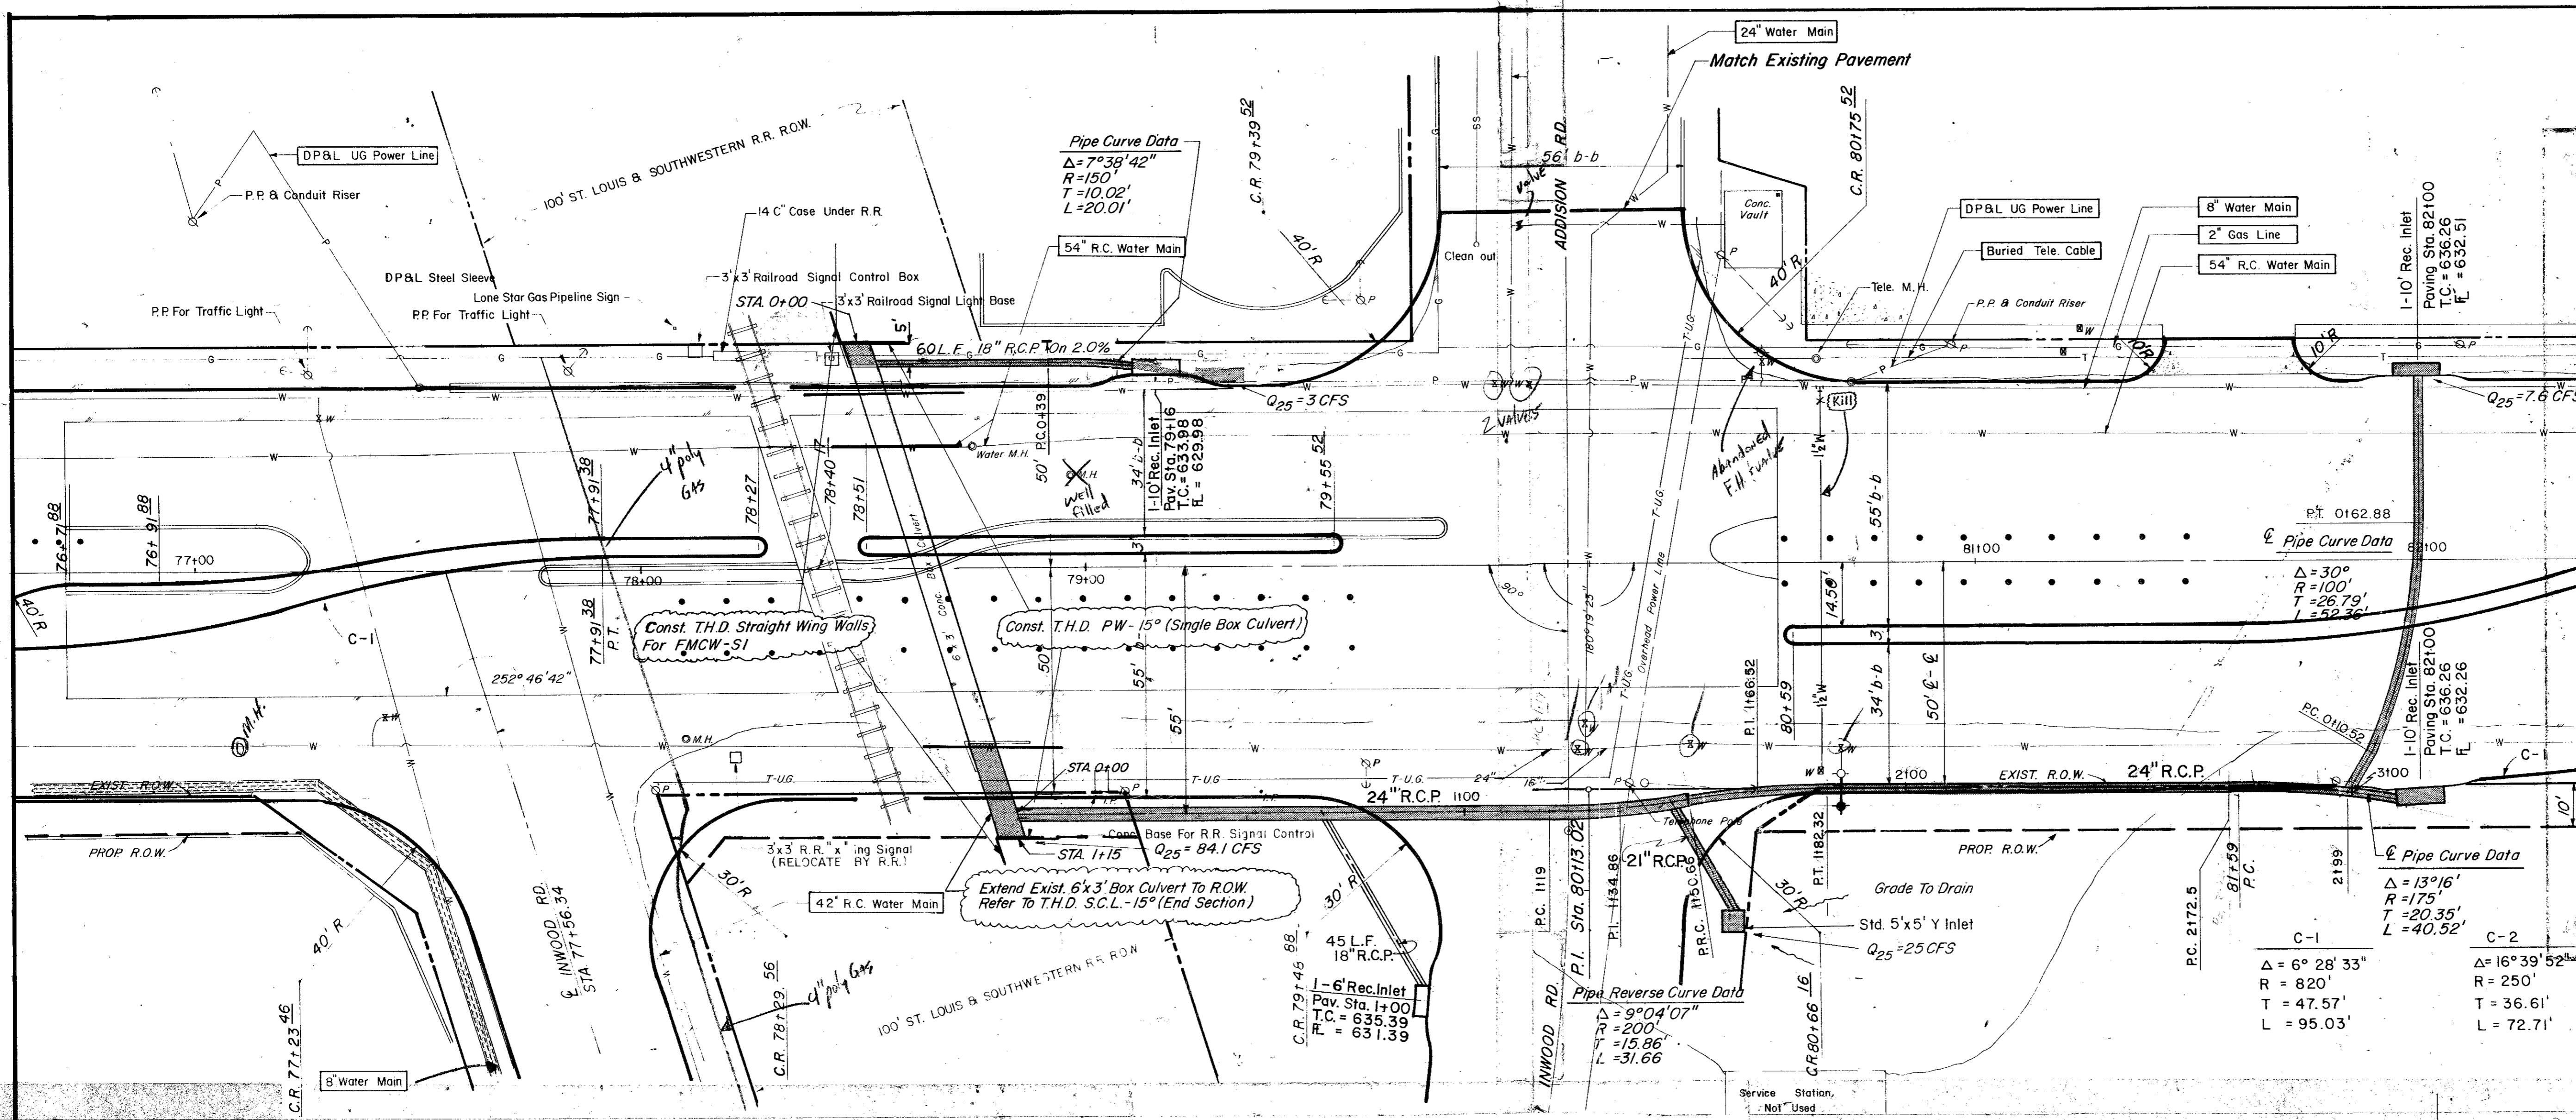 24" Water Main
Match Existing Pavement
DP&L UG Power Line
P.P. & Conduit Riser
100' ST. LOUIS & SOUTHWESTERN R.R. R.O.W.
Pipe Curve Data
Δ=7°38'42"
R=150'
T=10.02'
L=20.01'
C.R. 79+39 52
ADDISION RD.
56' b-b
valve
C.R. 80+75 52
Conc.
Vault
14 C" Case Under R.R.
54" R.C. Water Main
40' R
Clean out
SS
40' R
DP&L UG Power Line
Buried Tele. Cable
8" Water Main
2" Gas Line
54" R.C. Water Main
1-10' Rec. Inlet
Paving Sta. 82+00
T.C. = 636.26
FL = 632.51
DP&L Steel Sleeve
3'x3' Railroad Signal Control Box
Lone Star Gas Pipeline Sign
STA. 0+00
3'x3' Railroad Signal Light Base
P.P. For Traffic Light
P.P. For Traffic Light
Tele. M.H.
P.P. & Conduit Riser
5'
60 L.F. 18" R.C.P. On 2.0%
10'R
10'R
Q25 = 3 CFS
Q25 = 7.6 CFS
2 VALVES
Kill
P.C. 0+39
50'
34' b-b
1-10' Rec. Inlet
Pav. Sta. 79+16
T.C. = 633.98
FL = 629.98
Water M.H.
M.H.
well
filled
4" poly
GAS
Abandoned
F.H. & valve
1½"W
55' b-b
76+71 88
76+91 88
77+00
77+91 38
78+00
78+27
78+40 17
78+51
79+00
79+55 52
3'
6'x3' Conc. Box Culvert
T-U.G.
T-U.G.
81+00
82+00
P.T. 0+62.88
℄ Pipe Curve Data
Δ=30°
R=100'
T=26.79'
L=52.36'
40'R
C-1
77+91 38
P.T.
Const. T.H.D. Straight Wing Walls
For FMCW-S1
Const. T.H.D. PW-15° (Single Box Culvert)
90°
180°19'25"
Overhead Power Line
T-U.G.
14.50'
3'
252° 46'42"
50'
55' b-b
55'
P.I. 1+66.52
80+59
1½"W
34' b-b
50' ℄-℄
1-10' Rec. Inlet
Paving Sta. 82+00
T.C. = 636.26
FL = 632.26
P.C. 0+10.52
M.H.
M.H.
STA. 0+00
T-U.G.
T-U.G.
T-U.G.
24"
16"
EXIST. R.O.W.
24" R.C.P.
1+00
2+00
EXIST. R.O.W.
24" R.C.P.
3+00
C-1
10'
PROP. R.O.W.
3'x3' R.R. "x"ing Signal
(RELOCATE BY R.R.)
Conc. Base For R.R. Signal Control
Q25 = 84.1 CFS
STA. 1+15
Telephone Pole
21" R.C.P.
PROP. R.O.W.
℄ Pipe Curve Data
Δ = 13°16'
R = 175'
T = 20.35'
L = 40.52'
Extend Exist. 6'x3' Box Culvert To R.O.W.
Refer To T.H.D. S.C.L.-15° (End Section)
42" R.C. Water Main
30' R
30' R
30' R
Grade To Drain
Std. 5'x5' Y Inlet
Q25 = 25 CFS
P.C. 1+19
P.I. Sta. 80+13.02
P.I. 1+34.86
P.R.C. 1+50.66
P.T. 1+82.32
P.C. 2+72.5
81+59
P.C.
2+99
40' R
℄ INWOOD RD.
STA. 77+56.34
4" poly GAS
100' ST. LOUIS & SOUTHWESTERN RR ROW
45 L.F.
18" R.C.P.
1-6' Rec. Inlet
Pav. Sta. 1+00
T.C. = 635.39
FL = 631.39
Pipe Reverse Curve Data
Δ = 9°04'07"
R = 200'
T = 15.86'
L = 31.66
C-1
Δ = 6° 28' 33"
R = 820'
T = 47.57'
L = 95.03'
C-2
Δ = 16° 39' 52"
R = 250'
T = 36.61'
L = 72.71'
8" Water Main
C.R. 77+23 46
C.R. 78+29 56
C.R. 79+48 88
INWOOD RD.
C.R. 80+66 16
Service Station,
Not Used